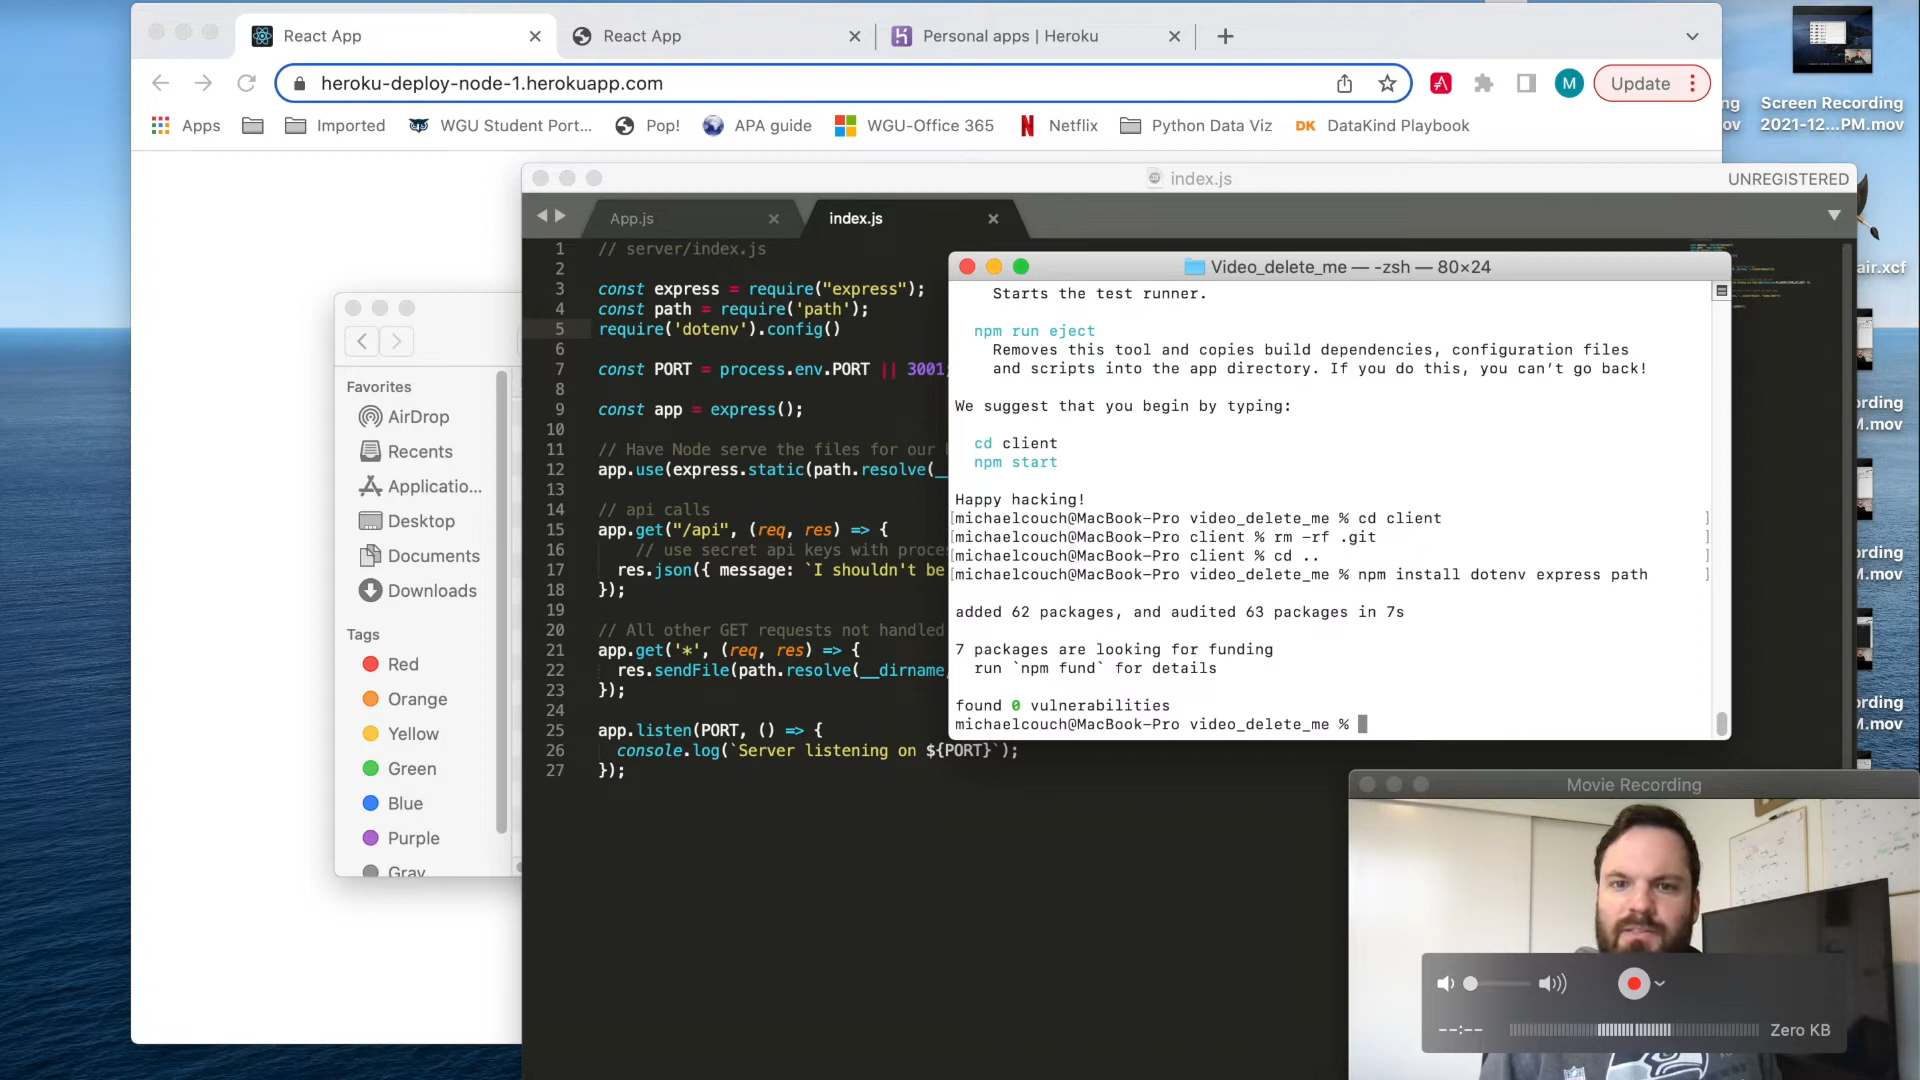 React App
React App
Personal apps | Heroku
heroku-deploy-node-1.herokuapp.com
M
Update
Apps
Imported
WGU Student Port...
Pop!
APA guide
WGU-Office 365
Netflix
Python Data Viz
DK DataKind Playbook
Screen Recording
2021-12...PM.mov
index.js
UNREGISTERED
App.js
index.js
1 // server/index.js
2
3 const express = require("express");
4 const path = require('path');
5 require('dotenv').config()
6
7 const PORT = process.env.PORT || 3001;
8
9 const app = express();
10
11 // Have Node serve the files for our
12 app.use(express.static(path.resolve(_
13
14 // api calls
15 app.get("/api", (req, res) => {
16 // use secret api keys with proce
17 res.json({ message: `I shouldn't be
18 });
19
20 // All other GET requests not handled
21 app.get('*', (req, res) => {
22 res.sendFile(path.resolve(__dirname,
23 });
24
25 app.listen(PORT, () => {
26 console.log(`Server listening on ${PORT}`);
27 });
Favorites
AirDrop
Recents
Applicatio...
Desktop
Documents
Downloads
Tags
Red
Orange
Yellow
Green
Blue
Purple
Gray
Video_delete_me — -zsh — 80×24
Starts the test runner.
npm run eject
Removes this tool and copies build dependencies, configuration files
and scripts into the app directory. If you do this, you can't go back!
We suggest that you begin by typing:
cd client
npm start
Happy hacking!
[michaelcouch@MacBook-Pro video_delete_me % cd client ]
[michaelcouch@MacBook-Pro client % rm -rf .git ]
[michaelcouch@MacBook-Pro client % cd .. ]
[michaelcouch@MacBook-Pro video_delete_me % npm install dotenv express path ]
added 62 packages, and audited 63 packages in 7s
7 packages are looking for funding
run `npm fund` for details
found 0 vulnerabilities
michaelcouch@MacBook-Pro video_delete_me %
air.xcf
Movie Recording
--:--
Zero KB